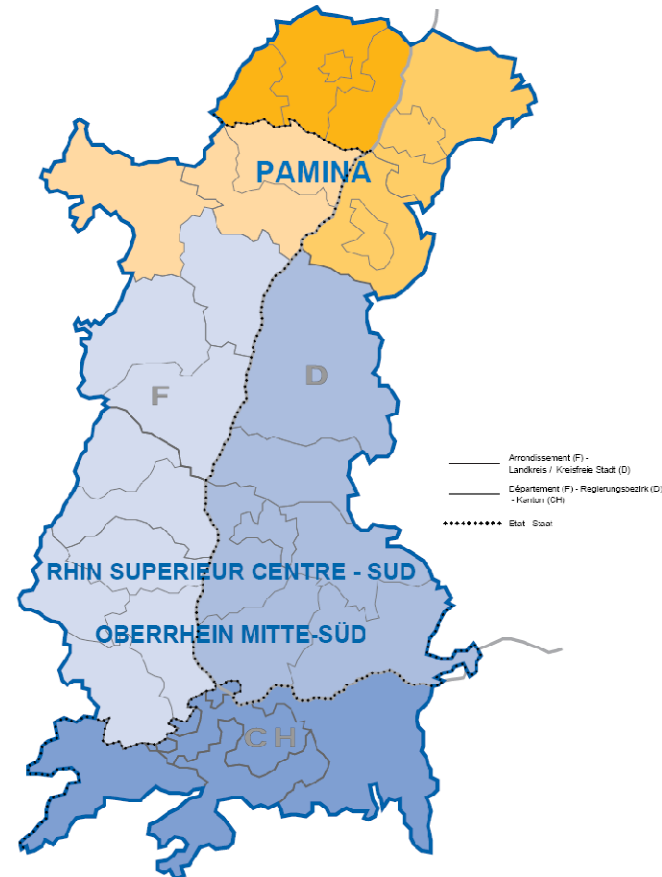 PAMINA
F
D
Arrondissement (F) -
Landkreis / Kreisfreie Stadt (D)
Département (F) - Regierungsbezirk (D)
- Kanton (CH)
Etat Staat
RHIN SUPERIEUR CENTRE - SUD
OBERRHEIN MITTE-SÜD
CH